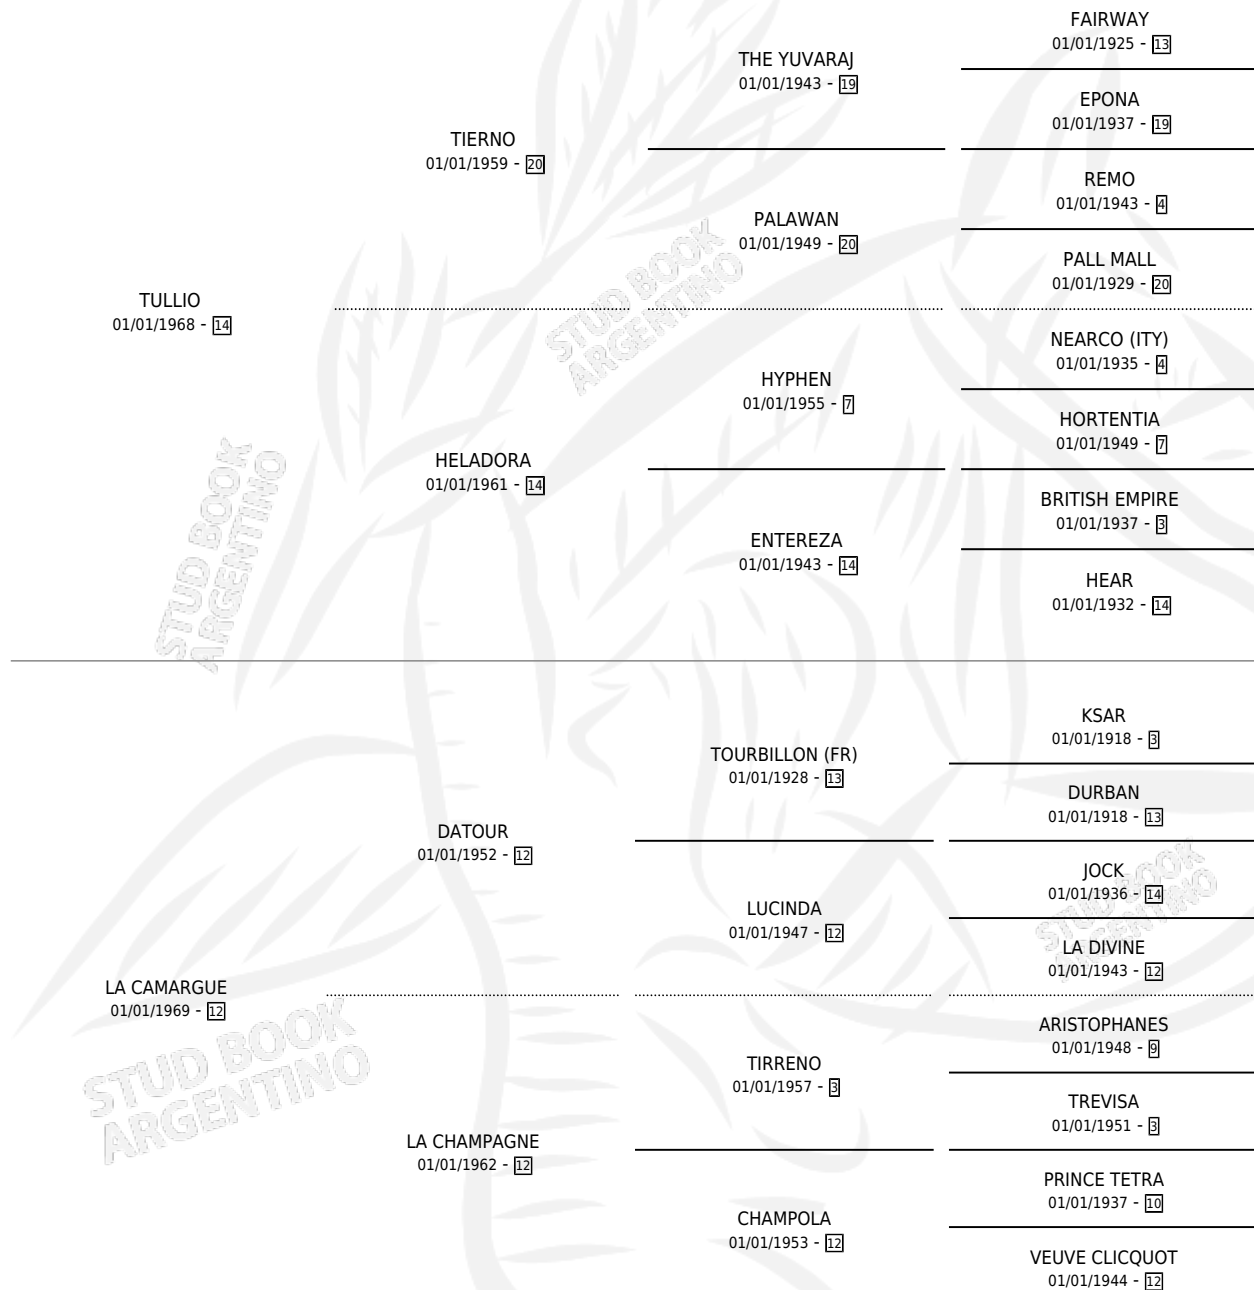 FAIRWAY
01/01/1925 - 13
THE YUVARAJ
01/01/1943 - 19
EPONA
01/01/1937 - 19
TIERNO
01/01/1959 - 20
REMO
01/01/1943 - 4
PALAWAN
01/01/1949 - 20
PALL MALL
01/01/1929 - 20
TULLIO
01/01/1968 - 14
NEARCO (ITY)
01/01/1935 - 4
HYPHEN
01/01/1955 - 7
HORTENTIA
01/01/1949 - 7
HELADORA
01/01/1961 - 14
BRITISH EMPIRE
01/01/1937 - 3
ENTEREZA
01/01/1943 - 14
HEAR
01/01/1932 - 14
KSAR
01/01/1918 - 3
TOURBILLON (FR)
01/01/1928 - 13
DURBAN
01/01/1918 - 13
DATOUR
01/01/1952 - 12
JOCK
01/01/1936 - 14
LUCINDA
01/01/1947 - 12
LA DIVINE
01/01/1943 - 12
LA CAMARGUE
01/01/1969 - 12
ARISTOPHANES
01/01/1948 - 9
TIRRENO
01/01/1957 - 3
TREVISA
01/01/1951 - 3
LA CHAMPAGNE
01/01/1962 - 12
PRINCE TETRA
01/01/1937 - 10
CHAMPOLA
01/01/1953 - 12
VEUVE CLICQUOT
01/01/1944 - 12
STUD BOOK
ARGENTINO
STUD BOOK
ARGENTINO
STUD BOOK
ARGENTINO
STUD BOOK
ARGENTINO